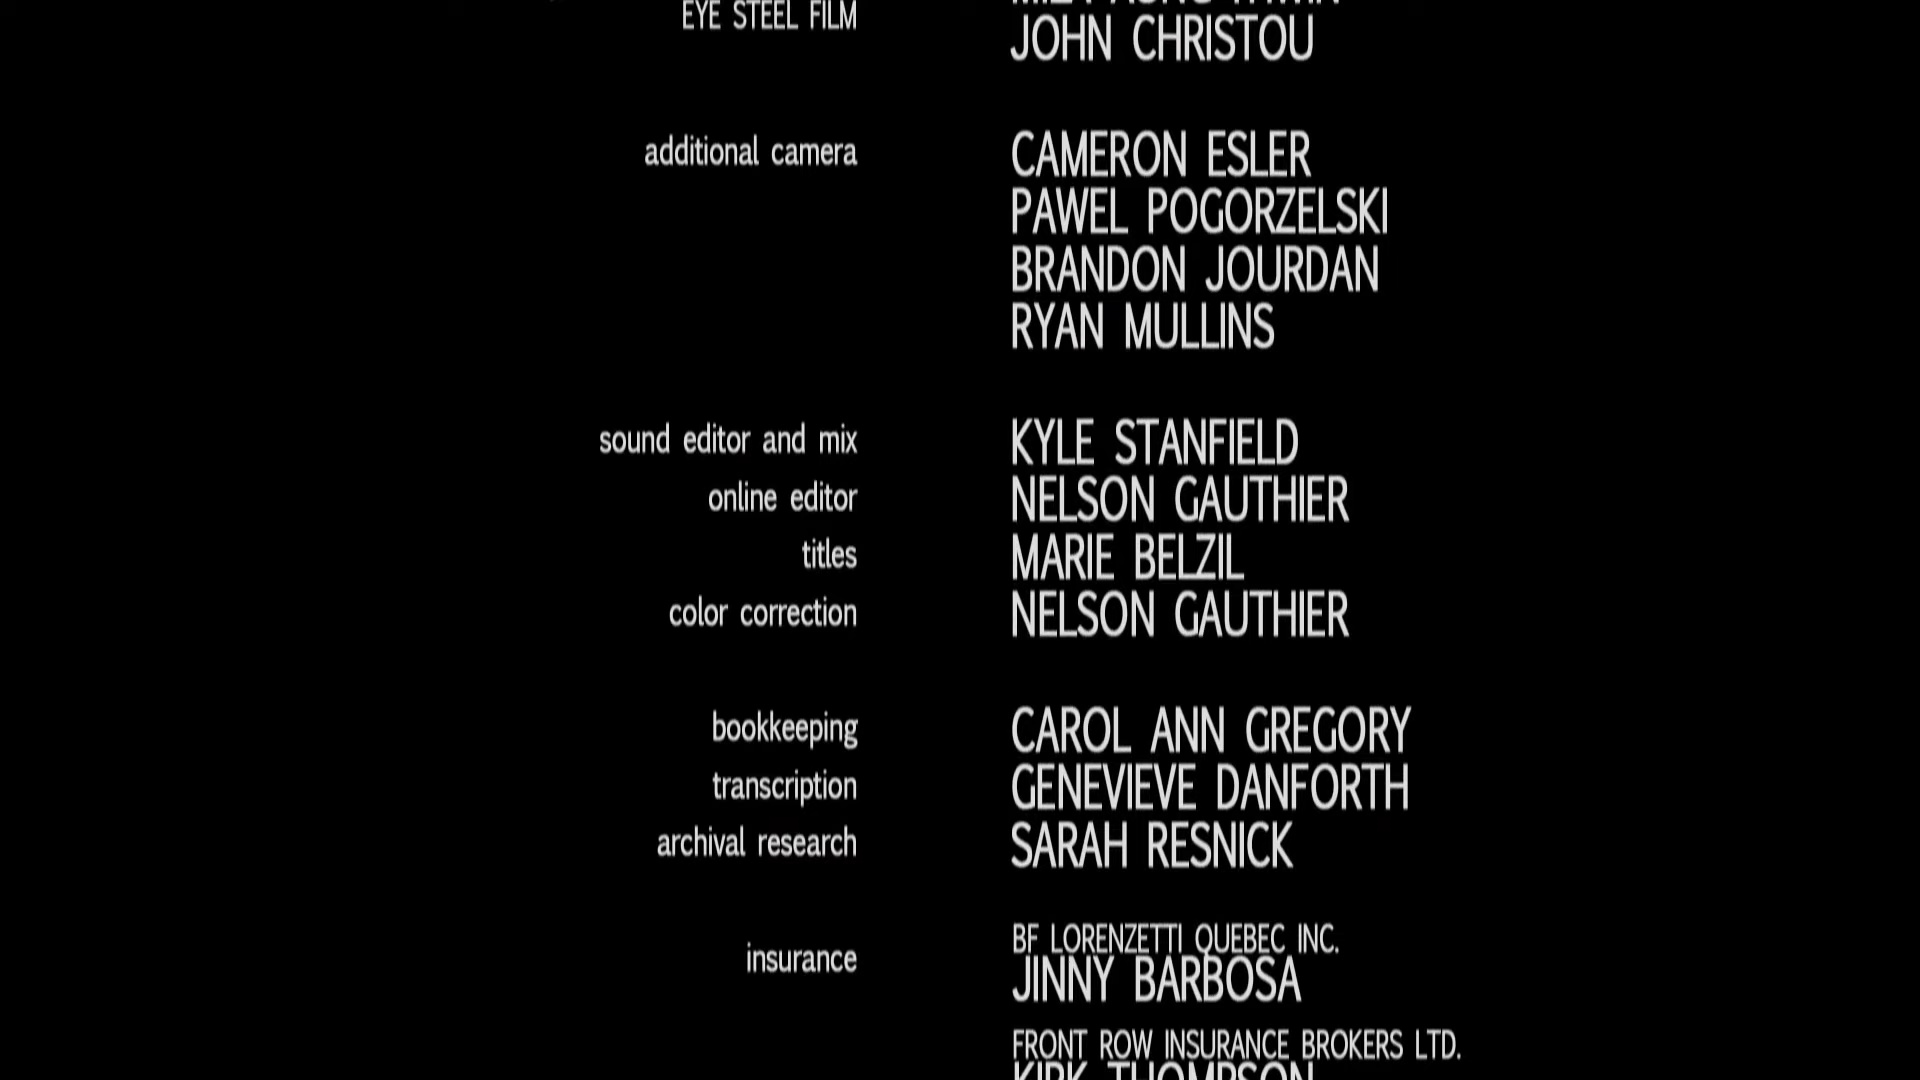 EYE STEEL FILM
JOHN CHRISTOU
additional camera CAMERON ESLER
PAWEL POGORZELSKI
BRANDON JOURDAN
RYAN MULLINS
sound editor and mix KYLE STANFIELD
online editor NELSON GAUTHIER
titles MARIE BELZIL
color correction NELSON GAUTHIER
bookkeeping CAROL ANN GREGORY
transcription GENEVIEVE DANFORTH
archival research SARAH RESNICK
BF LORENZETTI QUEBEC INC.
insurance JINNY BARBOSA
FRONT ROW INSURANCE BROKERS LTD.
KIRK THOMPSON